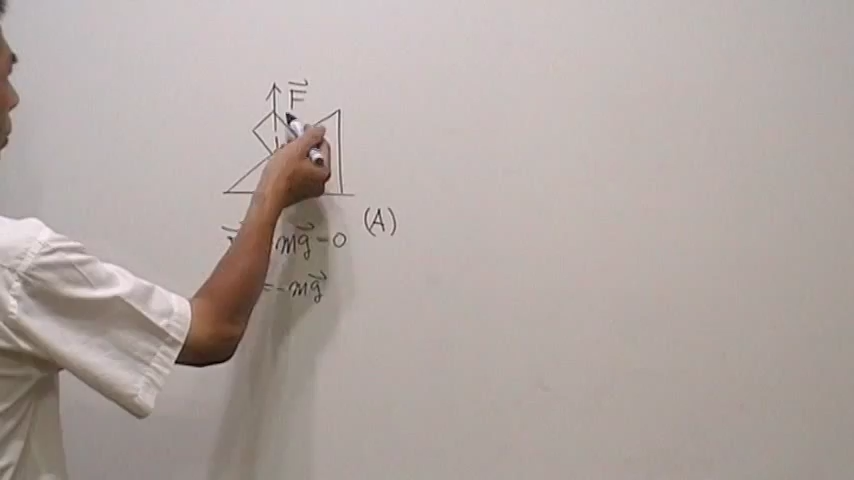 F⃗
(A)
mg⃗ = 0
= -mg⃗